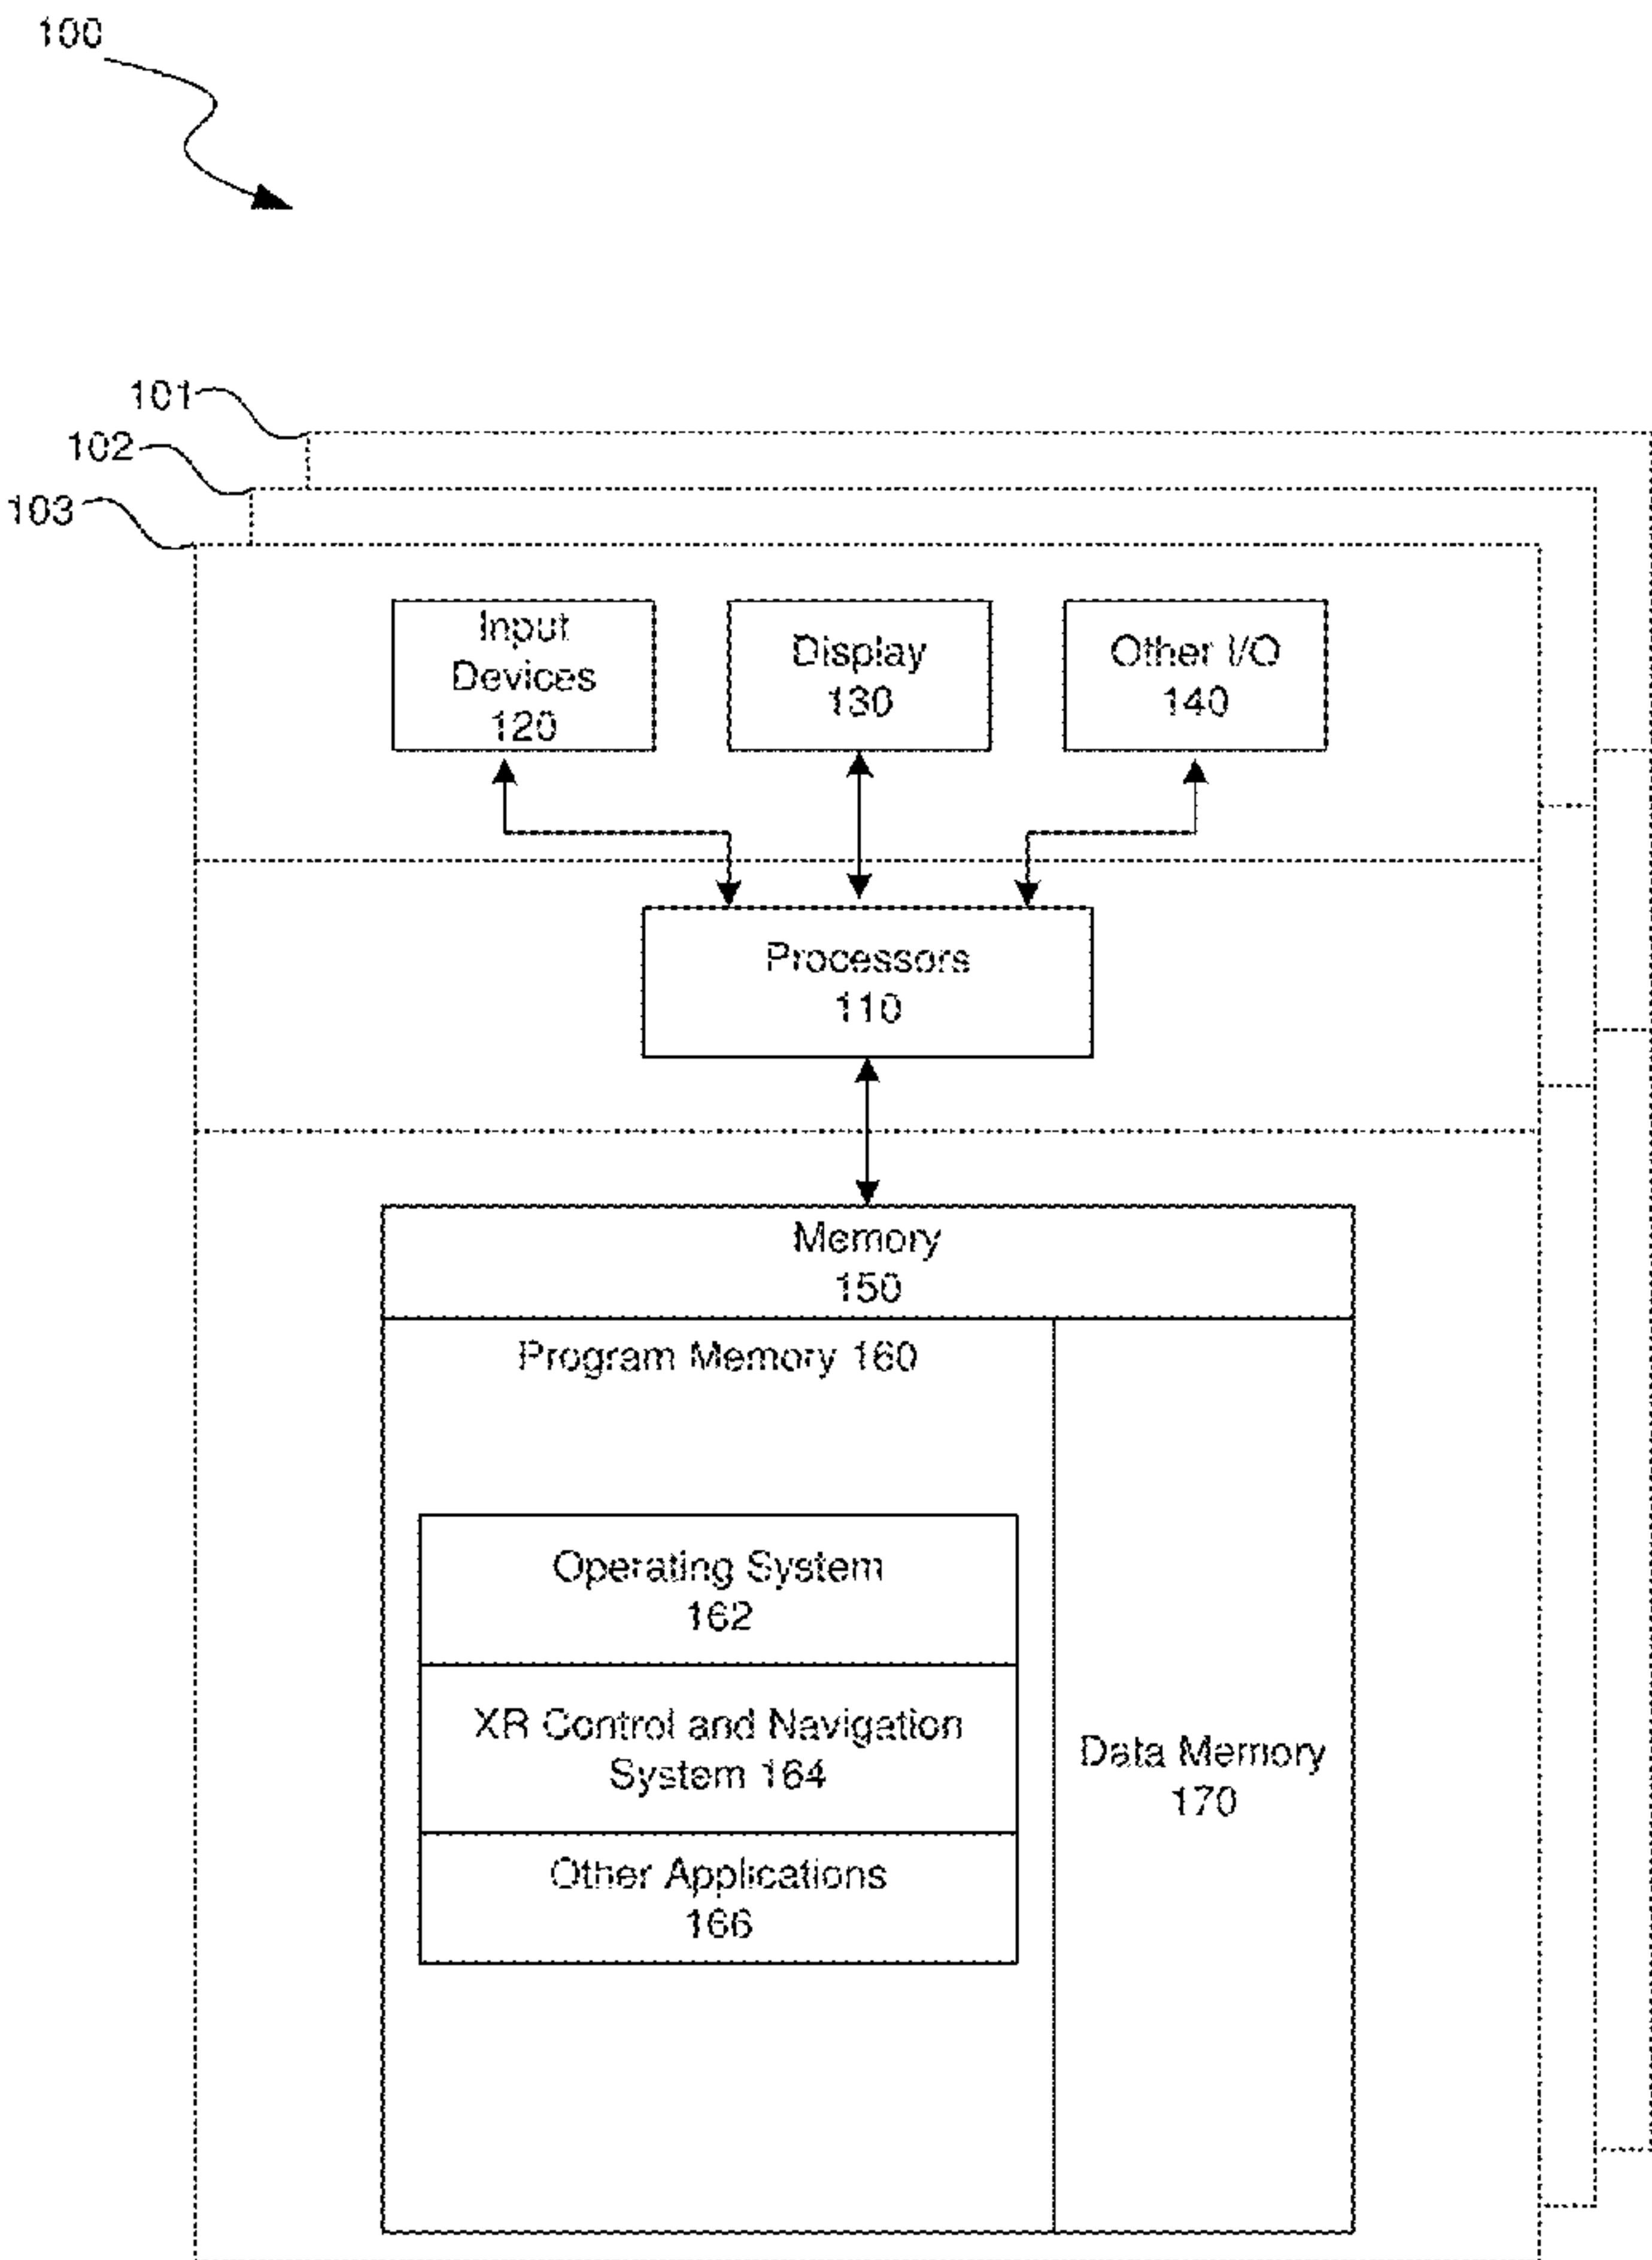 100
101
102
103
Input
Devices
120
Display
130
Other I/O
140
Processors
110
Memory
150
Program Memory 160
Operating System
162
XR Control and Navigation
System 164
Other Applications
166
Data Memory
170